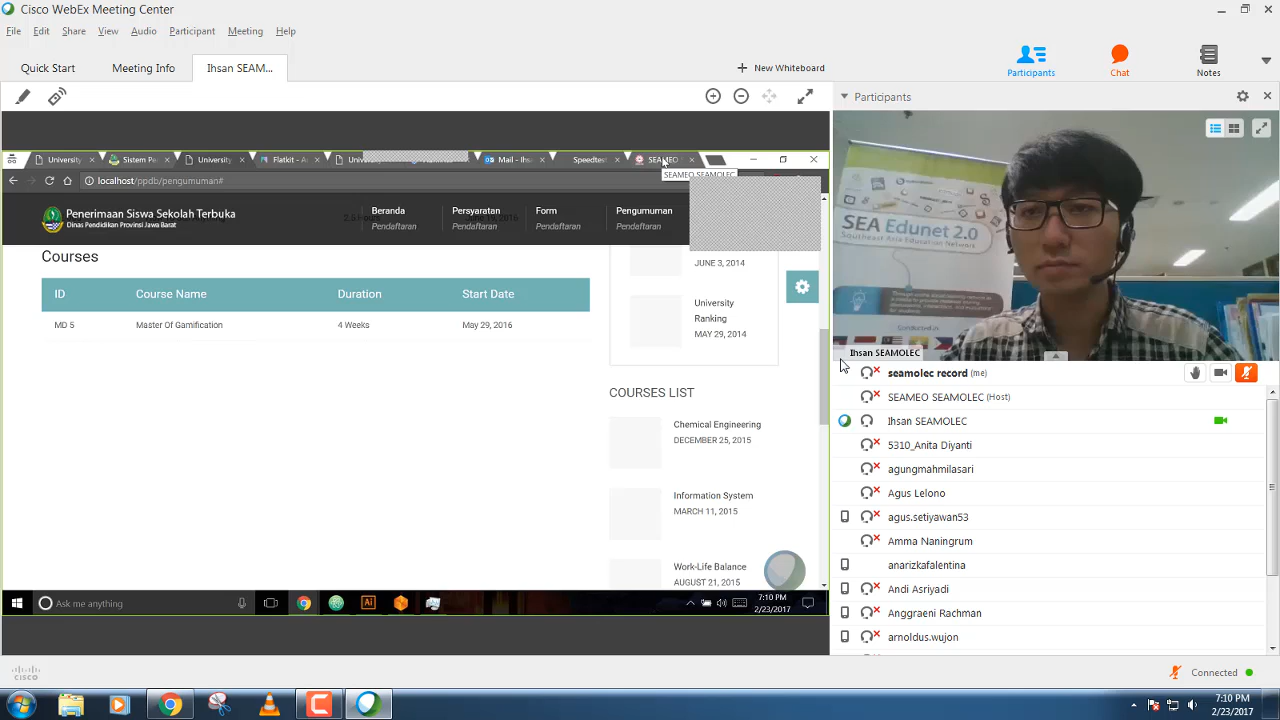 Cisco WebEx Meeting Center
File Edit Share View Audio Participant Meeting Help
Quick Start Meeting Info Ihsan SEAM...
New Whiteboard
Participants Chat Notes
Participants
University Sistem Pe University Flatkit - A Univers Mail - Ihs Speedtest SEAMEO
SEAMEO SEAMOLEC
localhost/ppdb/pengumuman#
Penerimaan Siswa Sekolah Terbuka
Dinas Pendidikan Provinsi Jawa Barat
Beranda
Pendaftaran
Persyaratan
Pendaftaran
Form
Pendaftaran
Pengumuman
Pendaftaran
Courses
ID Course Name Duration Start Date
MD 5 Master Of Gamification 4 Weeks May 29, 2016
JUNE 3, 2014
University
Ranking
MAY 29, 2014
COURSES LIST
Chemical Engineering
DECEMBER 25, 2015
Information System
MARCH 11, 2015
Work-Life Balance
AUGUST 21, 2015
Ask me anything
7:10 PM
2/23/2017
SEA Edunet 2.0
Southeast Asia Education Network
Conducted in
Ihsan SEAMOLEC
seamolec record (me)
SEAMEO SEAMOLEC (Host)
Ihsan SEAMOLEC
5310_Anita Diyanti
agungmahmilasari
Agus Lelono
agus.setiyawan53
Amma Naningrum
anarizkafalentina
Andi Asriyadi
Anggraeni Rachman
arnoldus.wujon
cisco
Connected
7:10 PM
2/23/2017